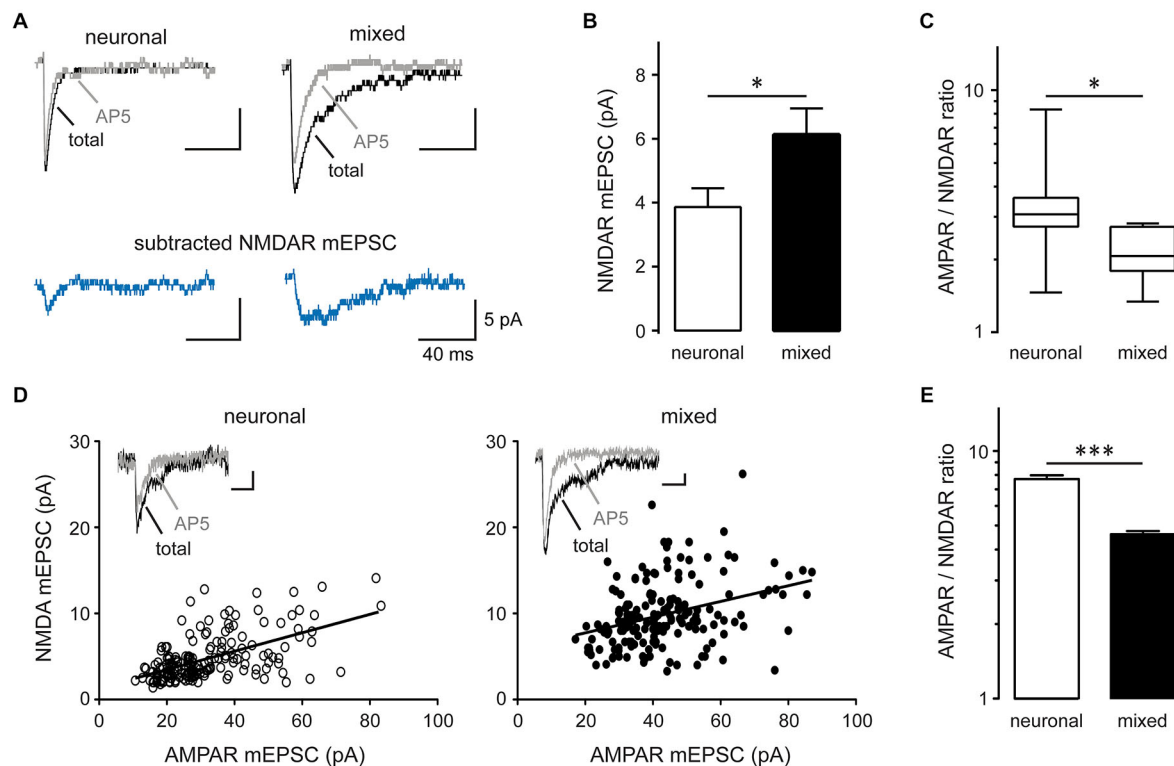 A
neuronal
mixed
AP5
total
AP5
total
subtracted NMDAR mEPSC
5 pA
40 ms
B
NMDAR mEPSC (pA)
8
6
4
2
0
*
neuronal
mixed
C
AMPAR / NMDAR ratio
10
1
*
neuronal
mixed
D
neuronal
NMDA mEPSC (pA)
30
20
10
0
AP5
total
0
20
40
60
80
100
AMPAR mEPSC (pA)
mixed
30
20
10
0
AP5
total
0
20
40
60
80
100
AMPAR mEPSC (pA)
E
AMPAR / NMDAR ratio
10
1
***
neuronal
mixed